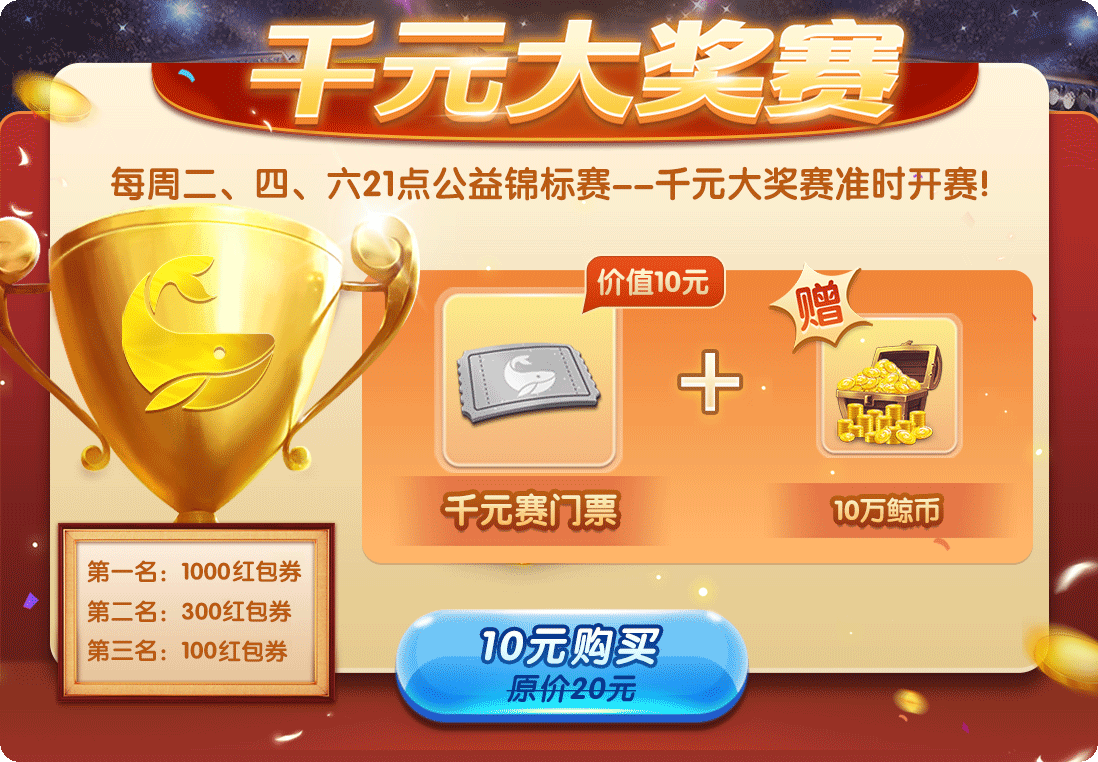 千元大奖赛
每周二、四、六21点公益锦标赛--千元大奖赛准时开赛!
价值10元
赠
千元赛门票
10万鲸币
第一名：1000红包券
第二名：300红包券
第三名：100红包券
10元购买
原价20元